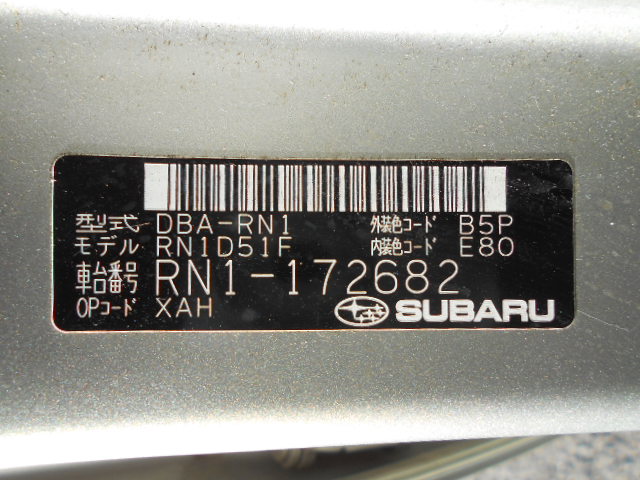 型式 DBA-RN1 外装色コード B5P
モデル RN1D51F 内装色コード E80
車台番号 RN1-172682
OPコード XAH SUBARU